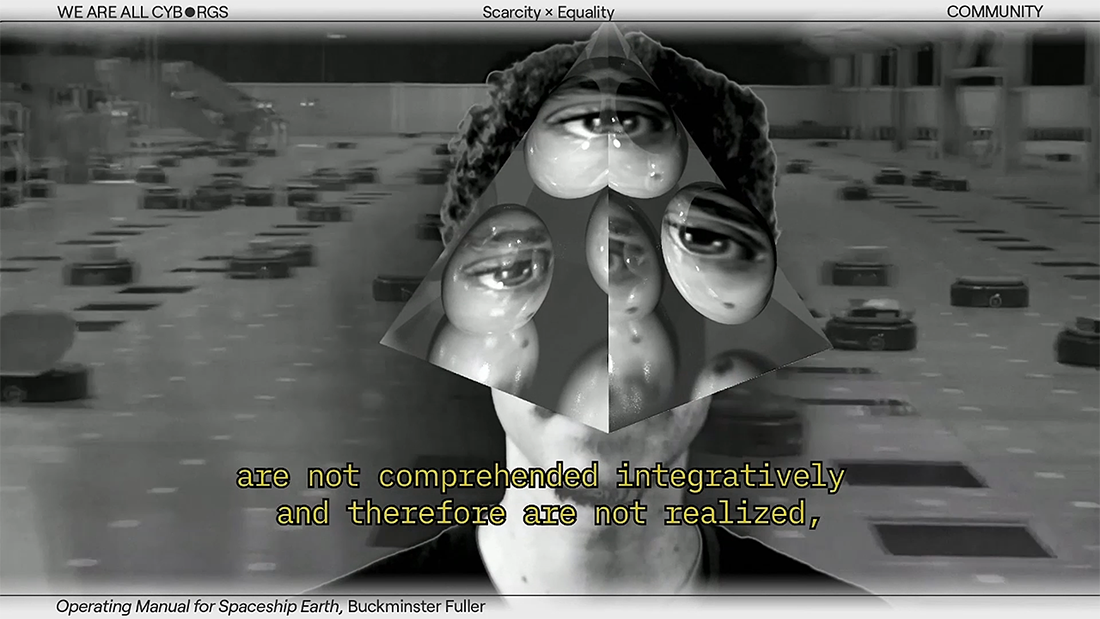 WE ARE ALL CYB●RGS
Scarcity × Equality
COMMUNITY
are not comprehended integratively
and therefore are not realized,
Operating Manual for Spaceship Earth, Buckminster Fuller